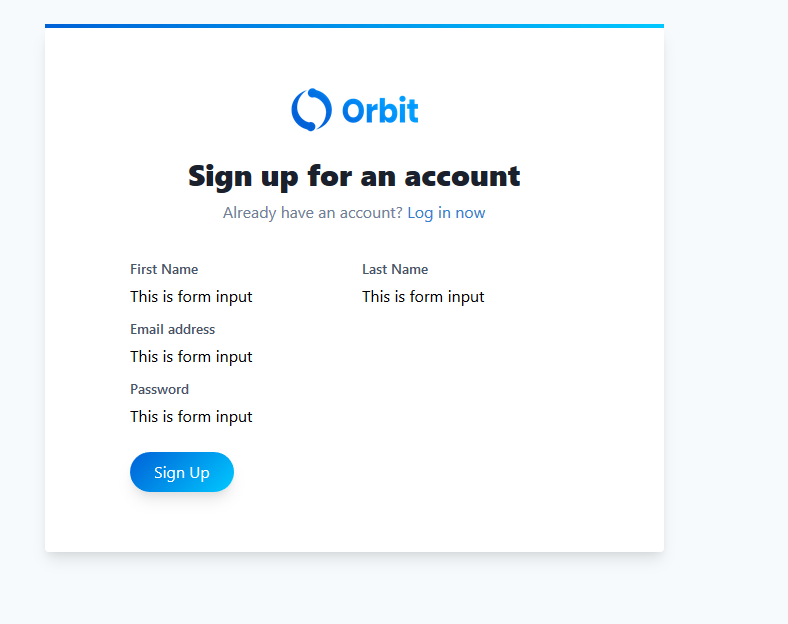 Orbit
Sign up for an account
Already have an account? Log in now
First Name Last Name
This is form input This is form input
Email address
This is form input
Password
This is form input
Sign Up